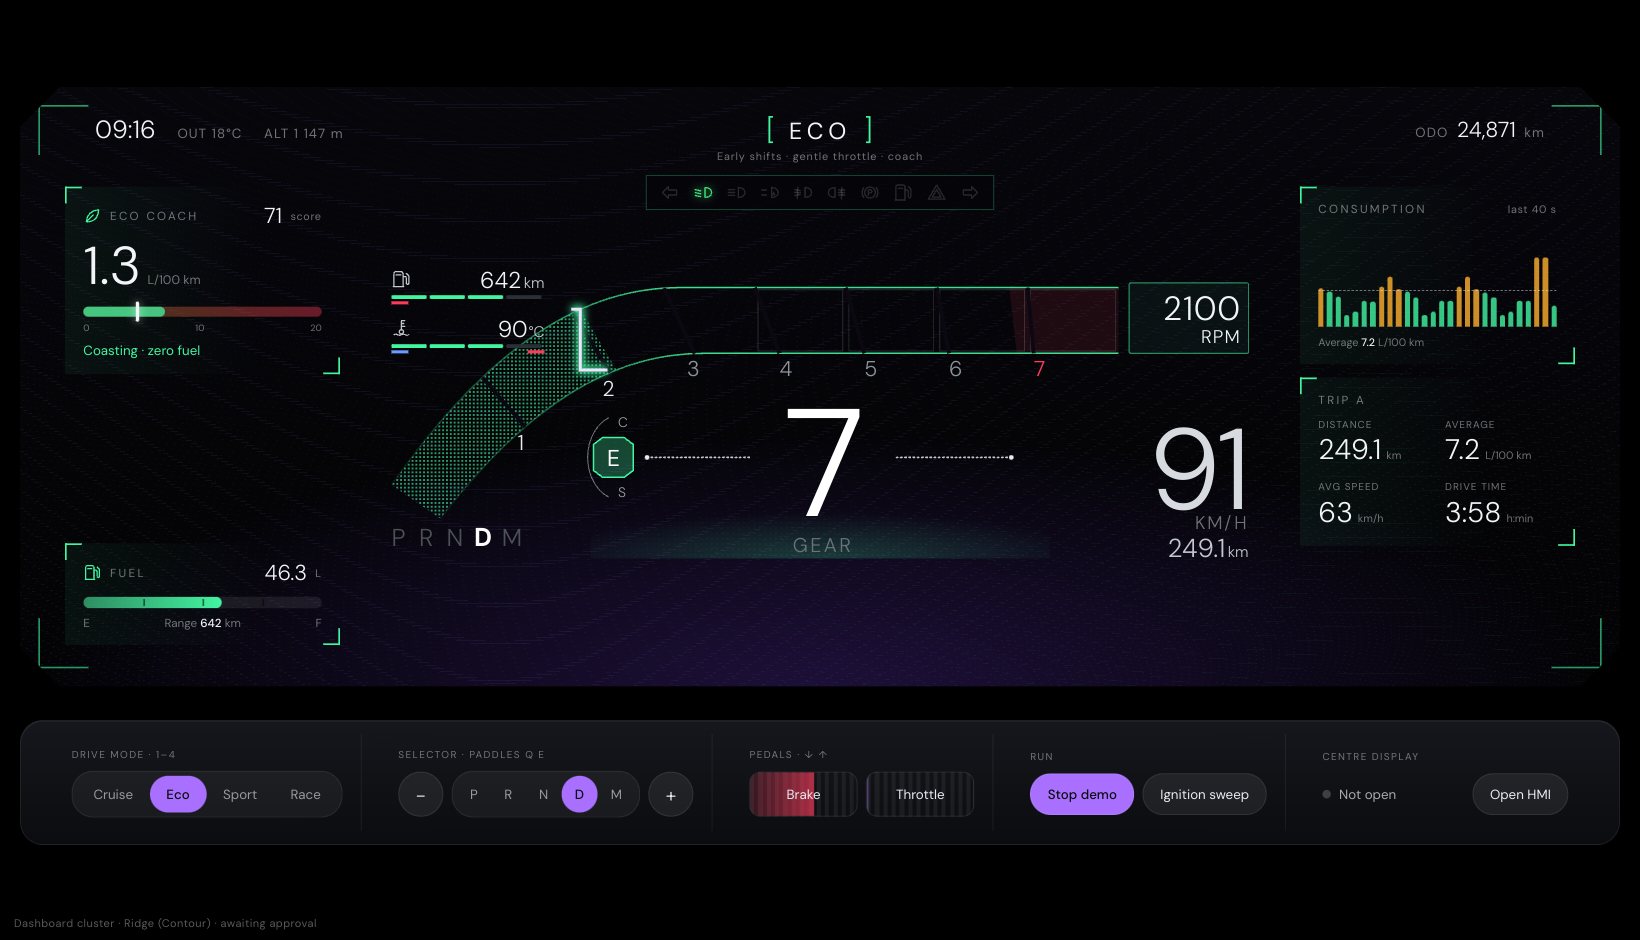 09:16 OUT 18°C ALT 1 147 m
[ ECO ]
Early shifts · gentle throttle · coach
ODO 24,871 km
ECO COACH 71 score
1.3 L/100 km
0 10 20
Coasting · zero fuel
642 km
90 °C
1 2 3 4 5 6 7
2100
RPM
C
E
S
7
GEAR
P R N D M
91
KM/H
249.1 km
CONSUMPTION last 40 s
Average 7.2 L/100 km
TRIP A
DISTANCE AVERAGE
249.1 km 7.2 L/100 km
AVG SPEED DRIVE TIME
63 km/h 3:58 h:min
FUEL 46.3 L
E Range 642 km F
DRIVE MODE · 1–4
Cruise Eco Sport Race
SELECTOR · PADDLES Q E
− P R N D M +
PEDALS · ↓ ↑
Brake Throttle
RUN
Stop demo Ignition sweep
CENTRE DISPLAY
Not open Open HMI
Dashboard cluster · Ridge (Contour) · awaiting approval